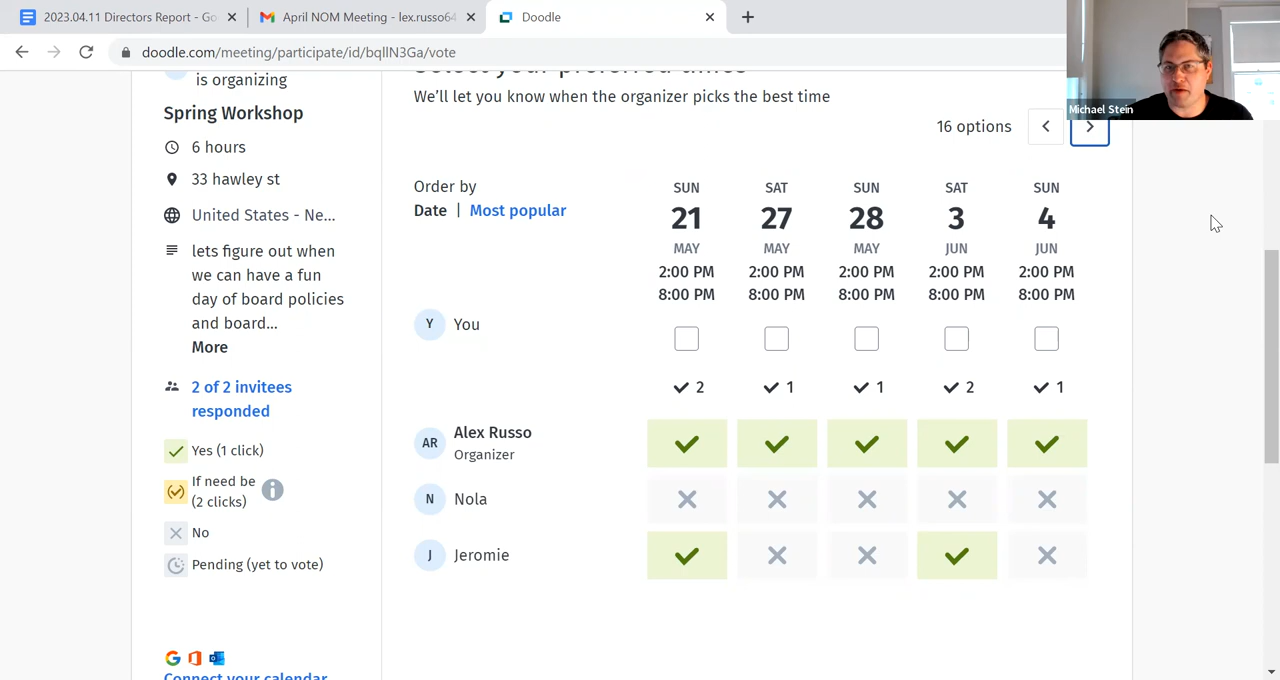 2023.04.11 Directors Report - Go
April NOM Meeting - lex.russo64
Doodle
doodle.com/meeting/participate/id/bqllN3Ga/vote
Michael Stein
is organizing
Spring Workshop
6 hours
33 hawley st
United States - Ne...
lets figure out when
we can have a fun
day of board policies
and board...
More
2 of 2 invitees
responded
Yes (1 click)
If need be
(2 clicks)
No
Pending (yet to vote)
Connect your calendar
Select your preferred times
We'll let you know when the organizer picks the best time
16 options
Order by
Date | Most popular
SUN SAT SUN SAT SUN
21 27 28 3 4
MAY MAY MAY JUN JUN
2:00 PM 2:00 PM 2:00 PM 2:00 PM 2:00 PM
8:00 PM 8:00 PM 8:00 PM 8:00 PM 8:00 PM
Y You
2 1 1 2 1
AR Alex Russo
Organizer
N Nola
J Jeromie